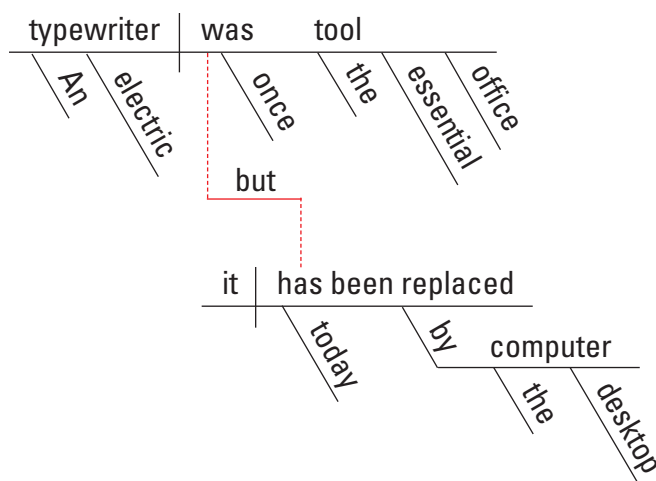 typewriter was tool
An electric once the essential office
but
it has been replaced
today by computer
the desktop